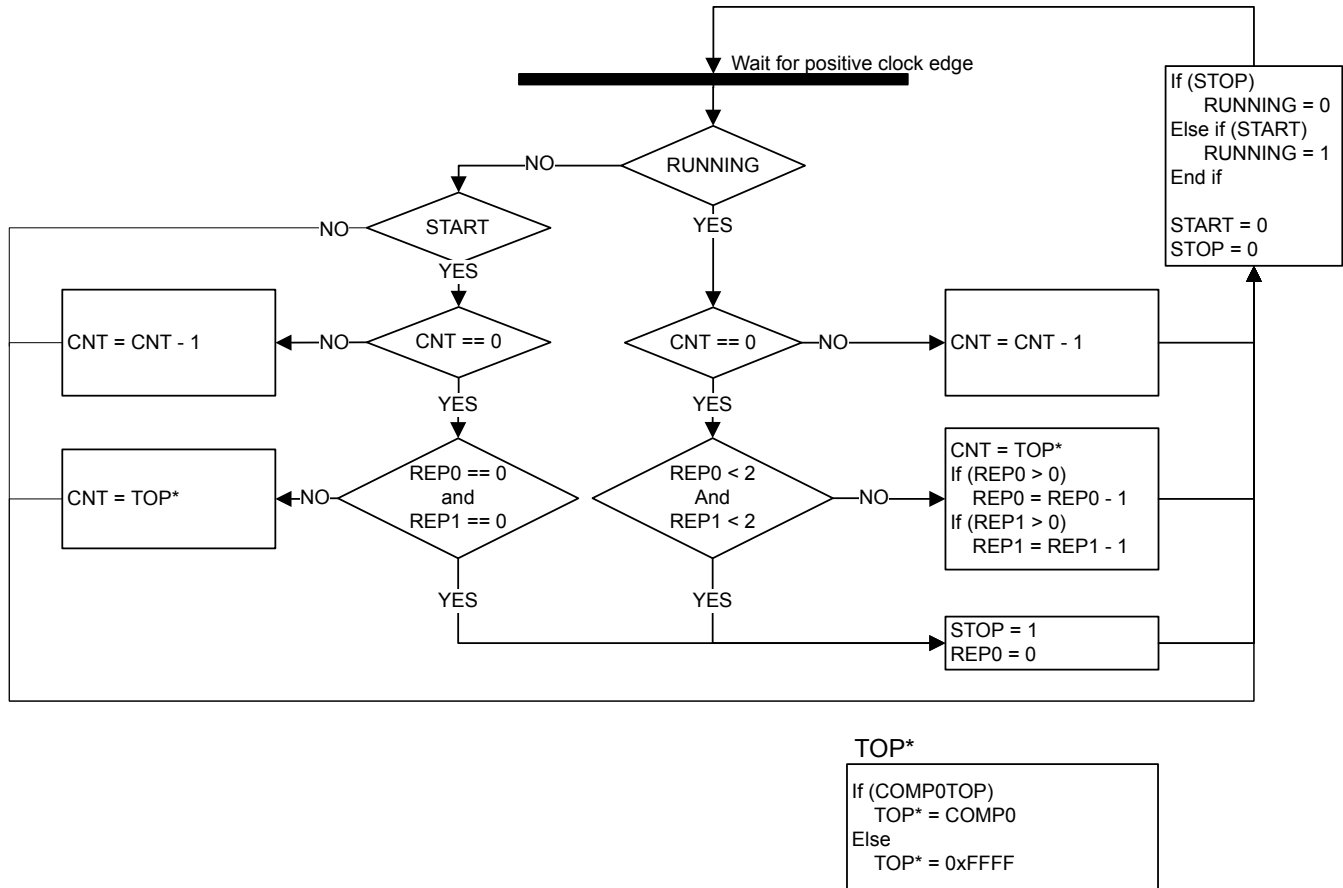 Wait for positive clock edge
If (STOP)
RUNNING = 0
Else if (START)
RUNNING = 1
End if
START = 0
STOP = 0
RUNNING
NO
YES
START
NO
YES
CNT = CNT - 1
NO
CNT == 0
YES
CNT == 0
NO
YES
CNT = CNT - 1
CNT = TOP*
NO
REP0 == 0
and
REP1 == 0
YES
REP0 < 2
And
REP1 < 2
NO
YES
CNT = TOP*
If (REP0 > 0)
REP0 = REP0 - 1
If (REP1 > 0)
REP1 = REP1 - 1
STOP = 1
REP0 = 0
TOP*
If (COMP0TOP)
TOP* = COMP0
Else
TOP* = 0xFFFF